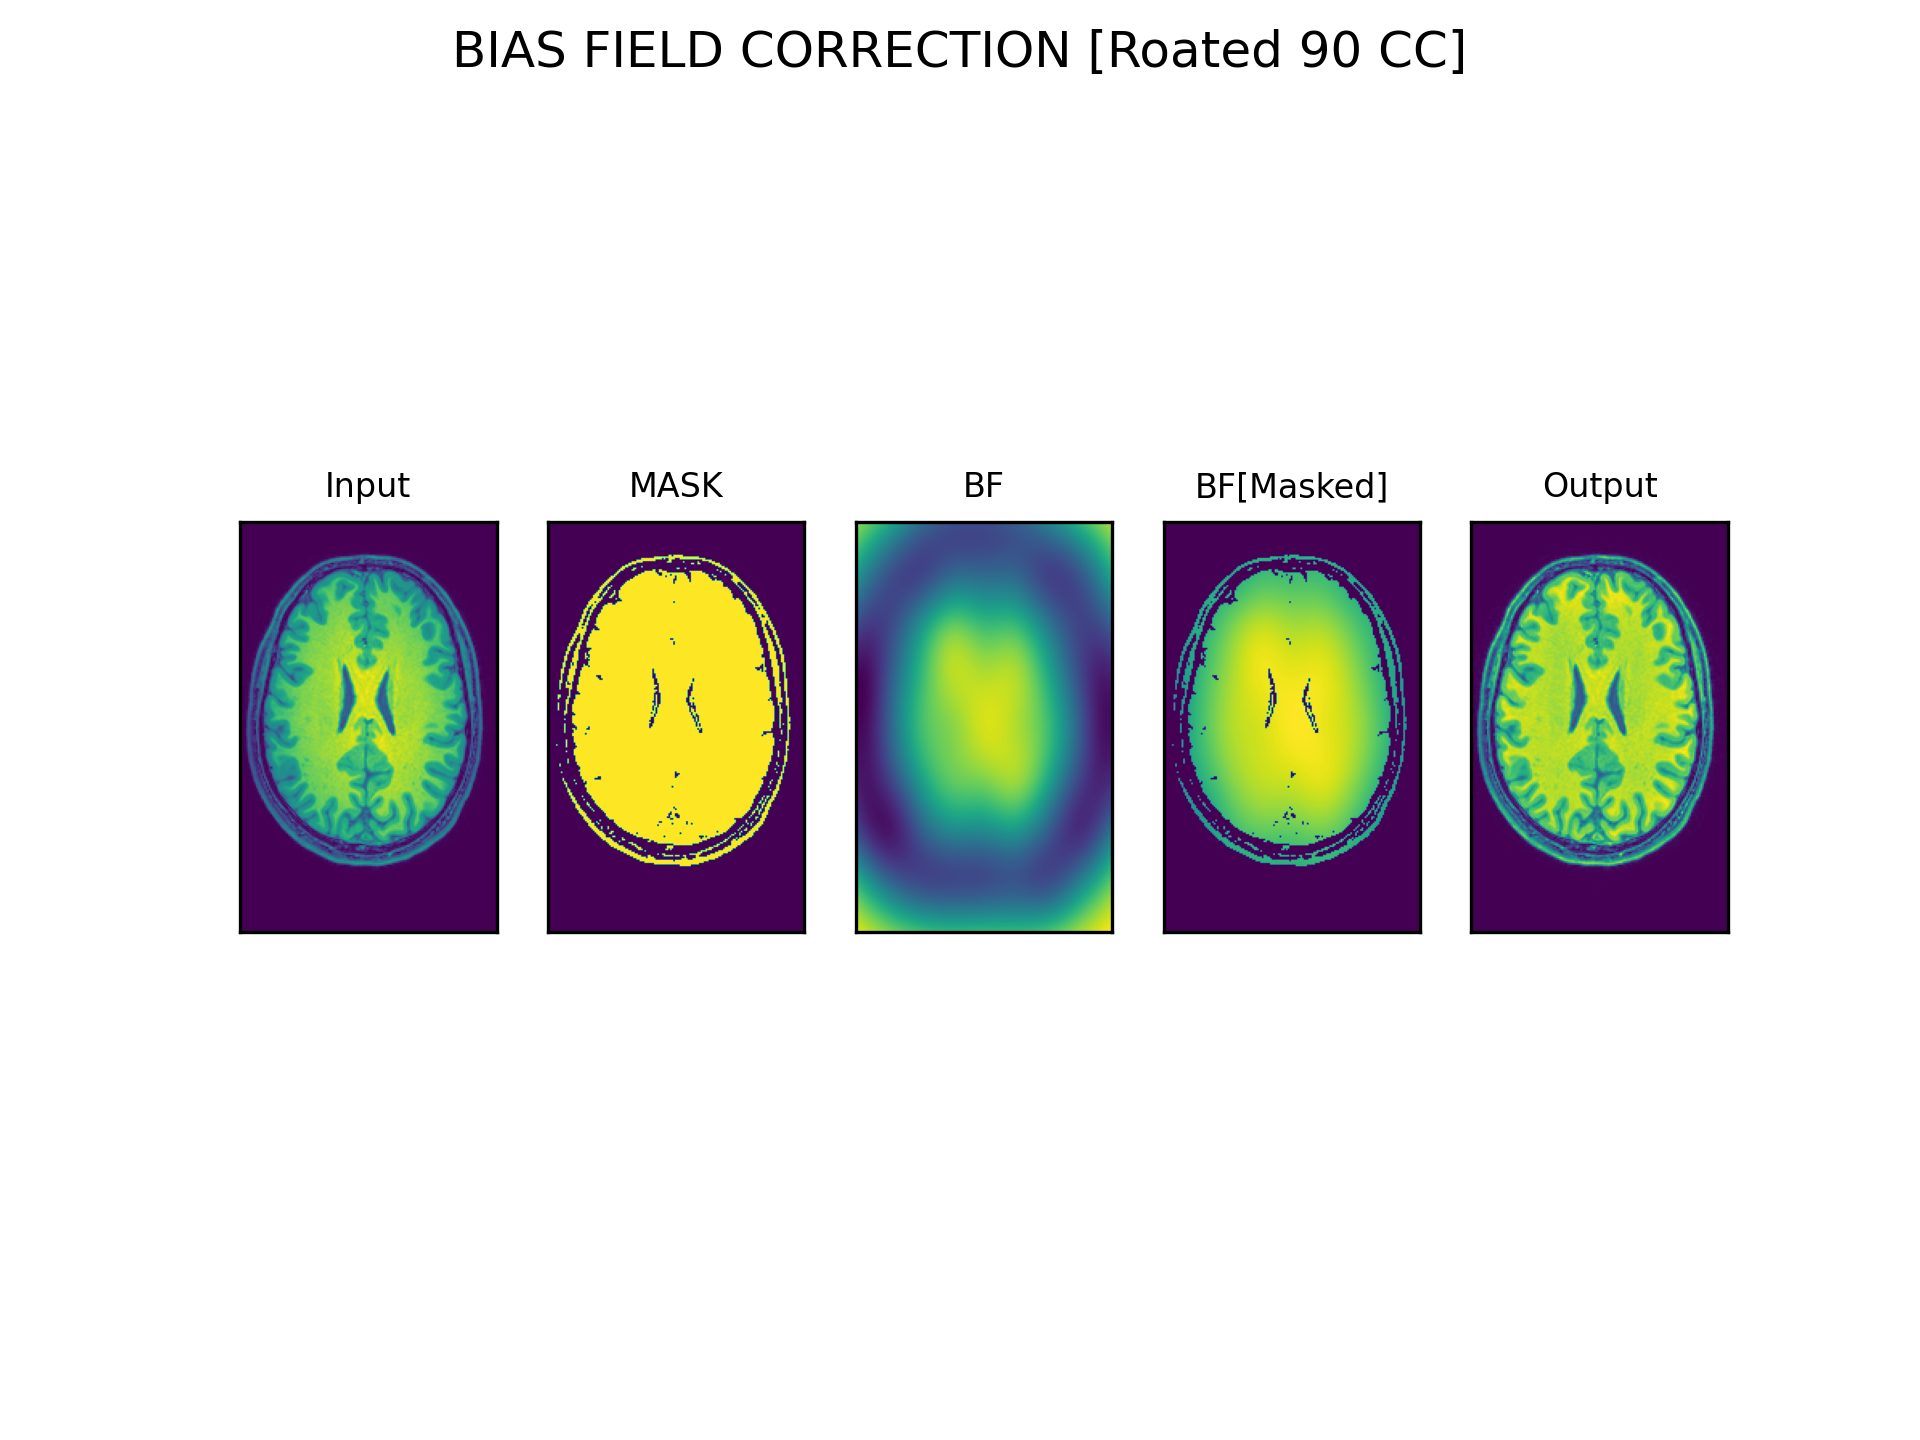 BIAS FIELD CORRECTION [Roated 90 CC]
Input
MASK
BF
BF[Masked]
Output